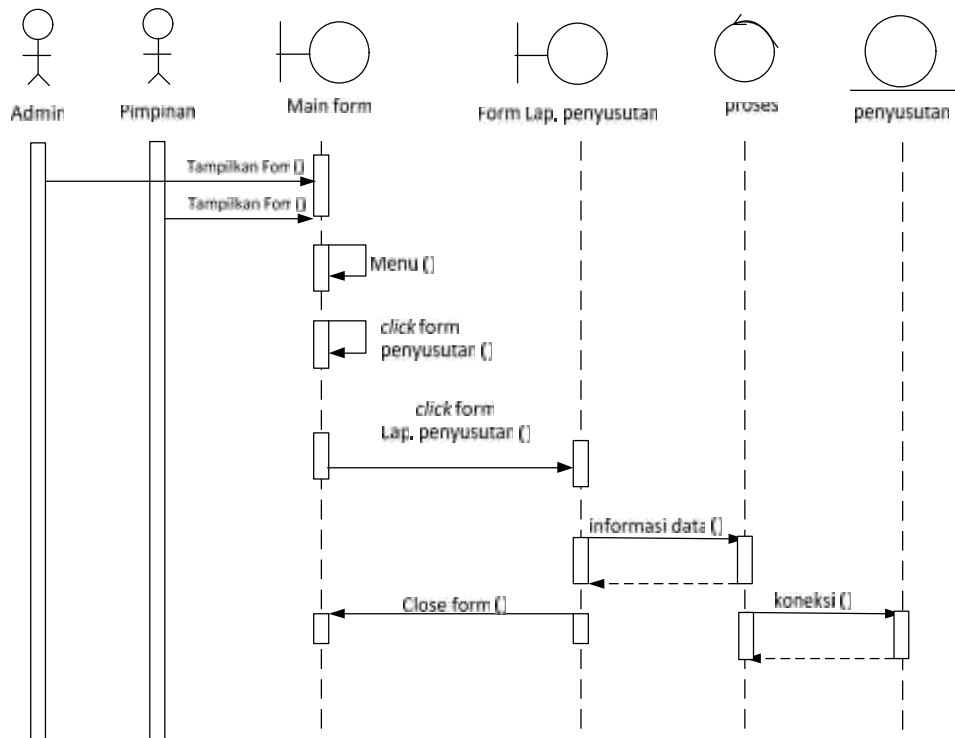 Admin
Pimpinan
Main form
Form Lap. penyusutan
proses
penyusutan
Tampilkan Form ()
Tampilkan Form ()
Menu ()
click form
penyusutan ()
click form
Lap. penyusutan ()
informasi data ()
Close form ()
koneksi ()